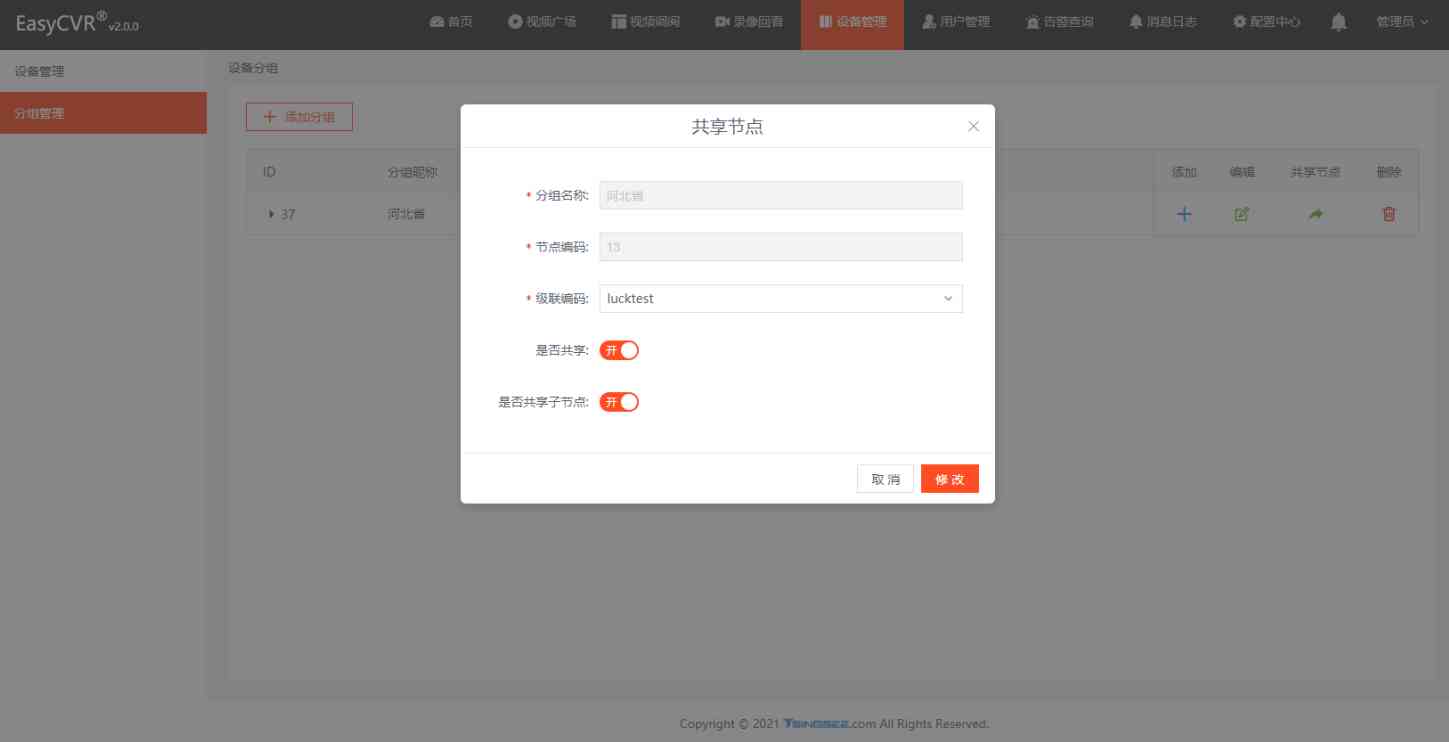 EasyCVR® v2.0.0
首页
视频广场
视频调阅
录像回看
设备管理
用户管理
告警查询
消息日志
配置中心
管理员
设备管理
分组管理
设备分组
添加分组
ID
分组昵称
添加
编辑
共享节点
删除
37
河北省
共享节点
* 分组名称: 河北省
* 节点编码: 13
* 级联编码: lucktest
是否共享: 开
是否共享子节点: 开
取 消
修 改
Copyright © 2021 TSINGSEE.com All Rights Reserved.